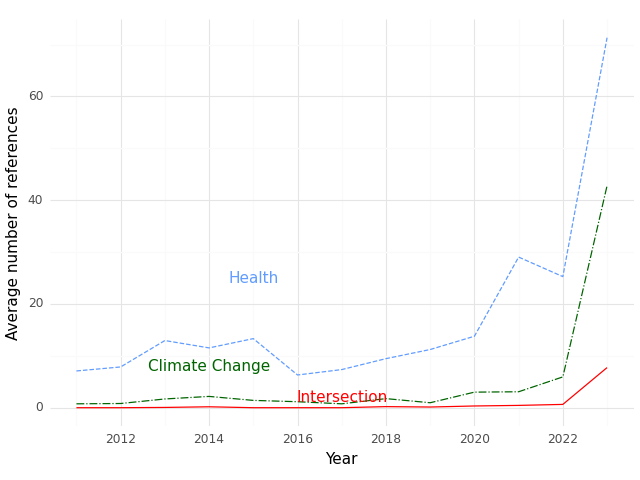 Average number of references
60
40
20
0
Health
Climate Change
Intersection
2012 2014 2016 2018 2020 2022
Year